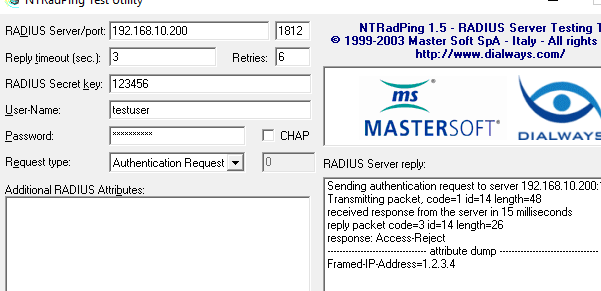 NTRadPing Test Utility
RADIUS Server/port: 192.168.10.200 1812
Reply timeout (sec.): 3 Retries: 6
RADIUS Secret key: 123456
User-Name: testuser
Password: ********** CHAP
Request type: Authentication Request 0
Additional RADIUS Attributes:
NTRadPing 1.5 - RADIUS Server Testing T
© 1999-2003 Master Soft SpA - Italy - All rights
http://www.dialways.com/
ms
MASTERSOFT®
DIALWAYS
RADIUS Server reply:
Sending authentication request to server 192.168.10.200:
Transmitting packet, code=1 id=14 length=48
received response from the server in 15 milliseconds
reply packet code=3 id=14 length=26
response: Access-Reject
------------------------------ attribute dump ------------------------------
Framed-IP-Address=1.2.3.4